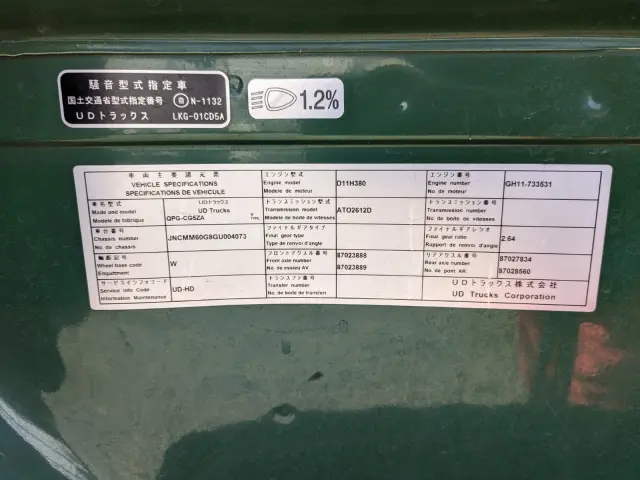 騒音型式指定車
国土交通省型式指定番号 自 N-1132
UDトラックス LKG-01CD5A
1.2%
車両主要諸元表
VEHICLE SPECIFICATIONS
SPECIFICATIONS DE VEHICULE
エンジン型式
Engine model
Modele de moteur
D11H380
エンジン番号
Engine number
No. de moteur
GH11-733531
車名型式
Made and model
Modele de fabrique
UDトラックス
UD Trucks
QPG-CG5ZA
トランスミッション型式
Transmission model
Modele de boite de vitesses
ATO2612D
トランスミッション番号
Transmission number
No. de boite de vitesses
車台番号
Chassis number
No. de chassis
JNCMM60G8GU004073
ファイナルギアタイプ
Final gear type
Type de renvoi d'angle
ファイナルギアレシオ
Final gear ratio
Rapport de renvoi d'angle
2.64
軸距記号
Wheel base code
Empattement
W
フロントアクスル番号
Front axle number
No. de essieu AV
87023888
87023889
リアアクスル番号
Rear axle number
No. de pont AR
87027834
87028560
サービスインフォコード
Service info Code
Information Maintenance
UD-HD
トランスファ番号
Transfer number
No. de boite de transfert
UDトラックス株式会社
UD Trucks Corporation